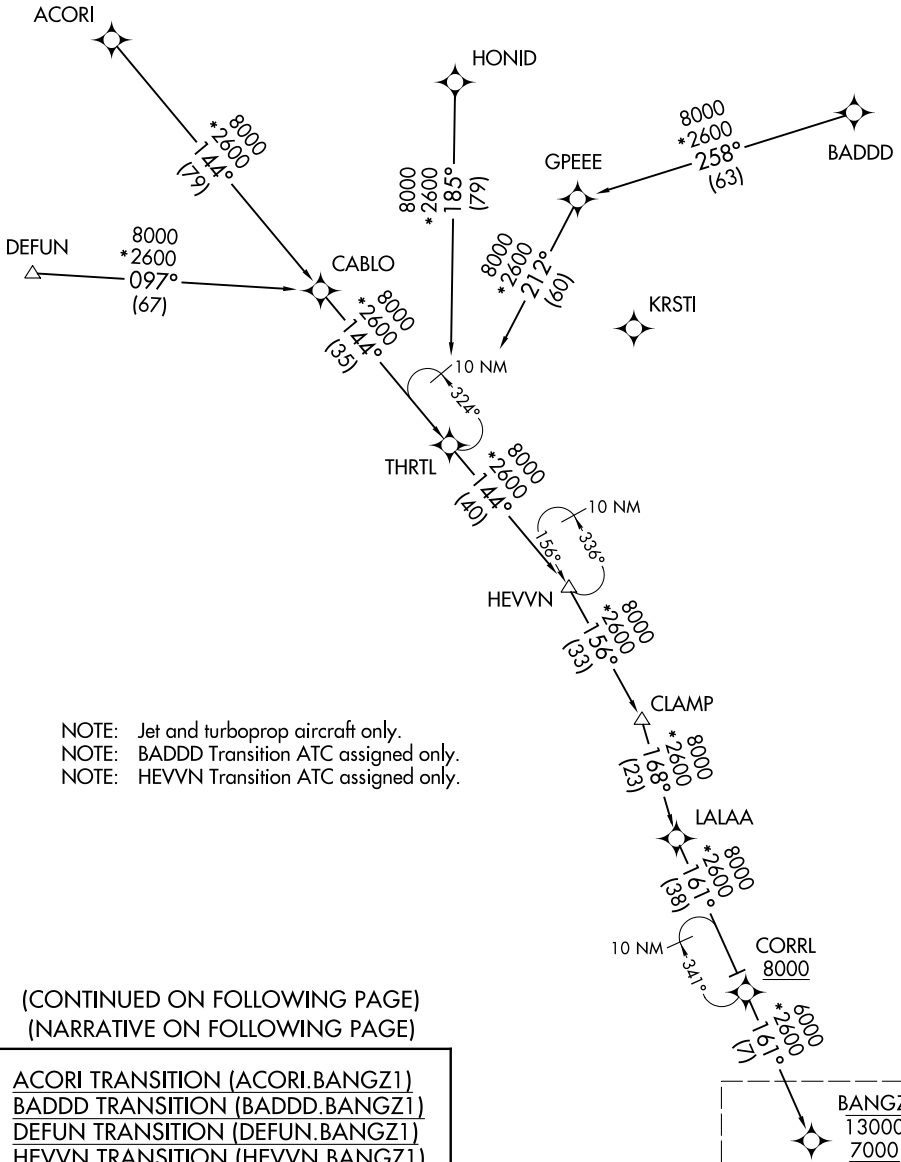 ACORI
HONID
8000
*2600
144°
(79)
8000
*2600
185°
(79)
GPEEE
8000
*2600
258°
(63)
BADDD
DEFUN
8000
*2600
097°
(67)
CABLO
8000
*2600
212°
(60)
KRSTI
8000
*2600
144°
(35)
10 NM
324°
THRTL
8000
*2600
144°
(40)
10 NM
156°
336°
HEVVN
8000
*2600
156°
(33)
CLAMP
NOTE: Jet and turboprop aircraft only.
NOTE: BADDD Transition ATC assigned only.
NOTE: HEVVN Transition ATC assigned only.
8000
*2600
168°
(23)
LALAA
8000
*2600
161°
(38)
10 NM
341°
CORRL
8000
6000
*2600
161°
(7)
(CONTINUED ON FOLLOWING PAGE)
(NARRATIVE ON FOLLOWING PAGE)
ACORI TRANSITION (ACORI.BANGZ1)
BADDD TRANSITION (BADDD.BANGZ1)
DEFUN TRANSITION (DEFUN.BANGZ1)
HEVVN TRANSITION (HEVVN.BANGZ1)
BANGZ
13000
7000